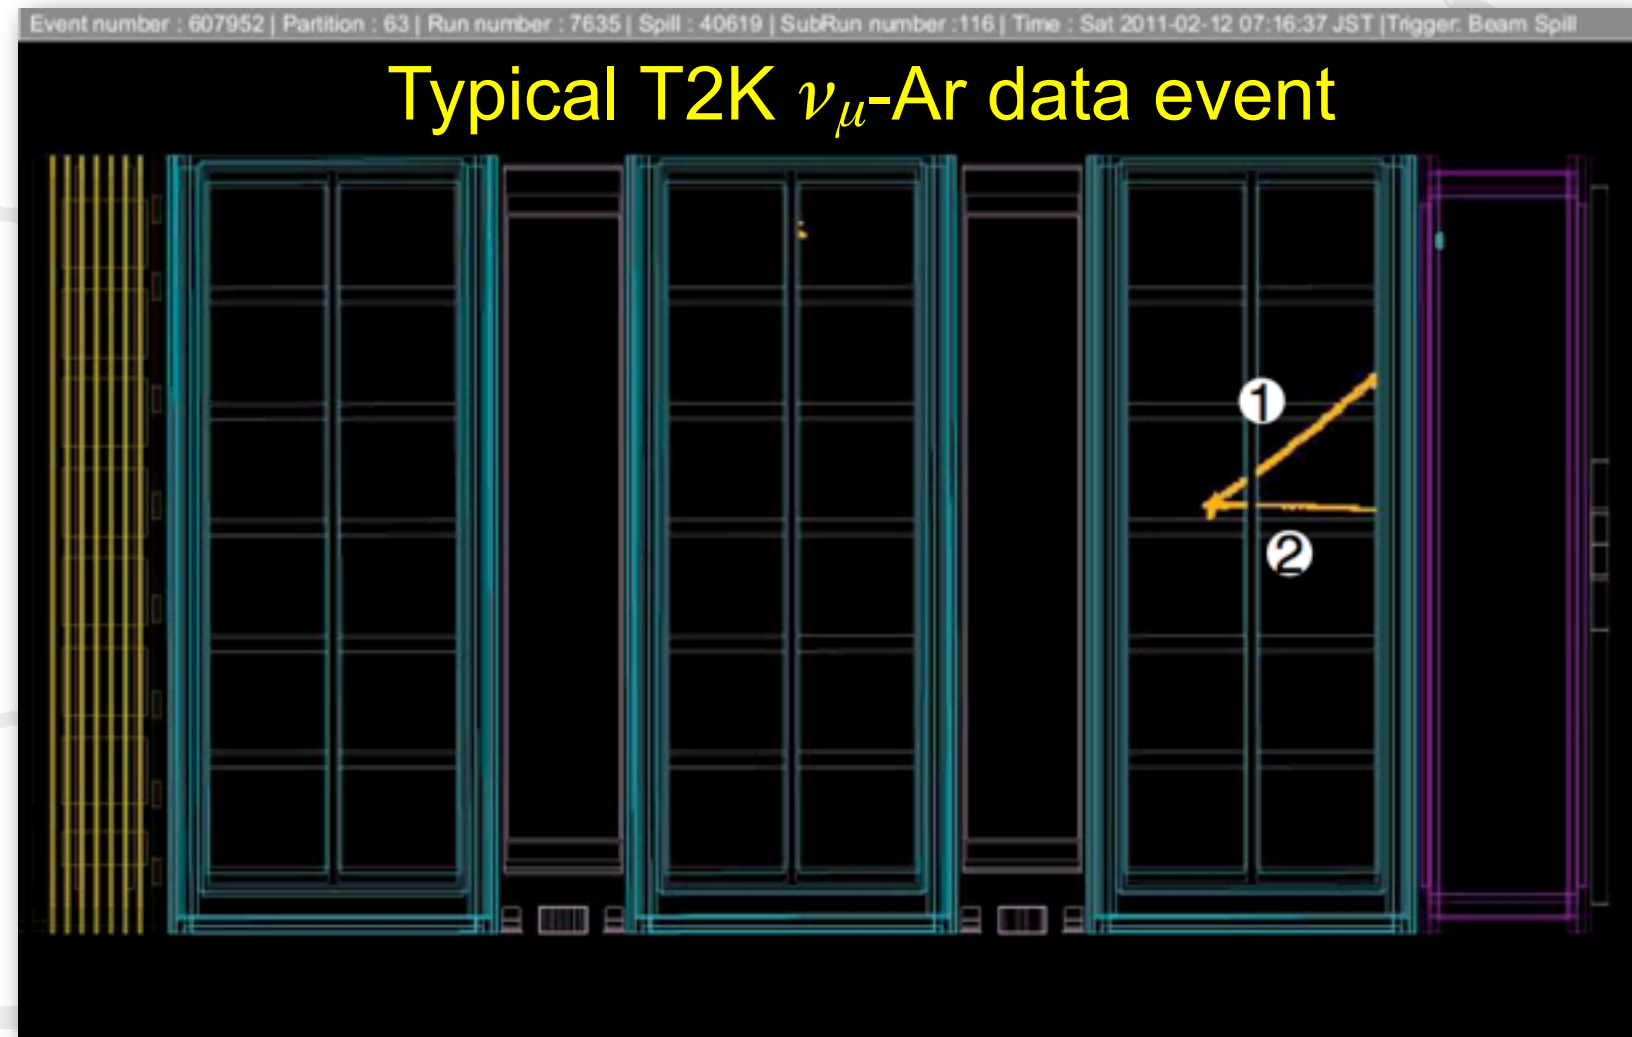 Event number : 607952 | Partition : 63 | Run number : 7635 | Spill : 40619 | SubRun number :116 | Time : Sat 2011-02-12 07:16:37 JST |Trigger: Beam Spill
Typical T2K νμ-Ar data event
1
2